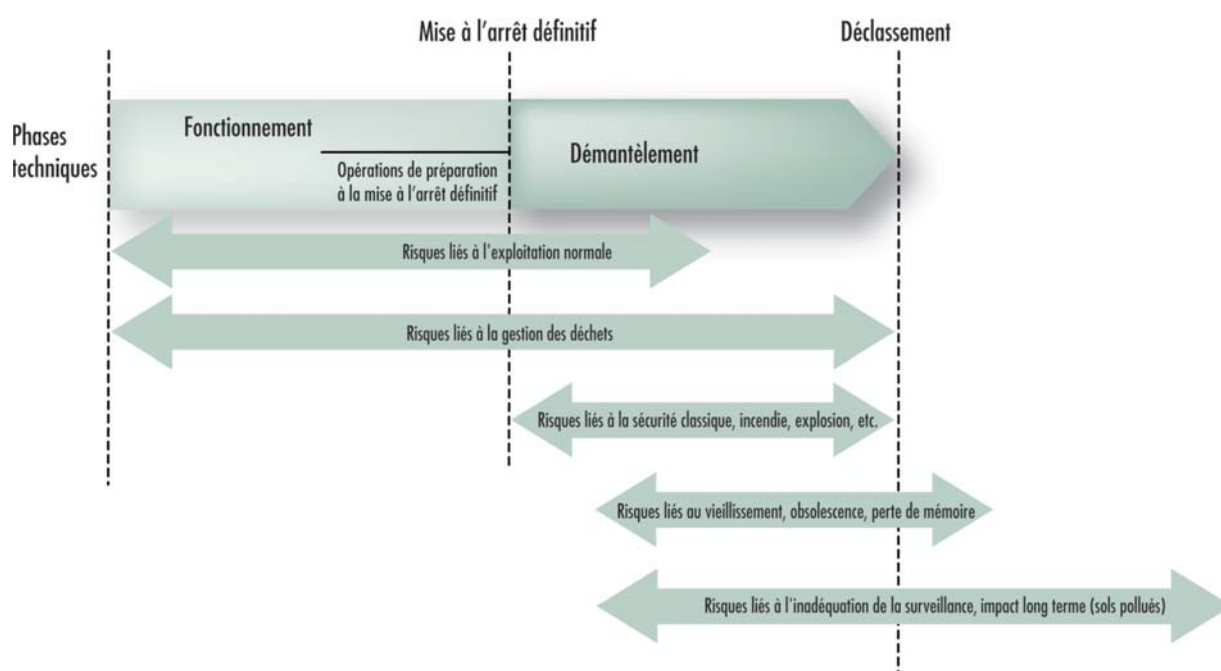 Mise à l'arrêt définitif
Déclassement
Phases
techniques
Fonctionnement
Opérations de préparation
à la mise à l'arrêt définitif
Démantèlement
Risques liés à l'exploitation normale
Risques liés à la gestion des déchets
Risques liés à la sécurité classique, incendie, explosion, etc.
Risques liés au vieillissement, obsolescence, perte de mémoire
Risques liés à l'inadéquation de la surveillance, impact long terme (sols pollués)